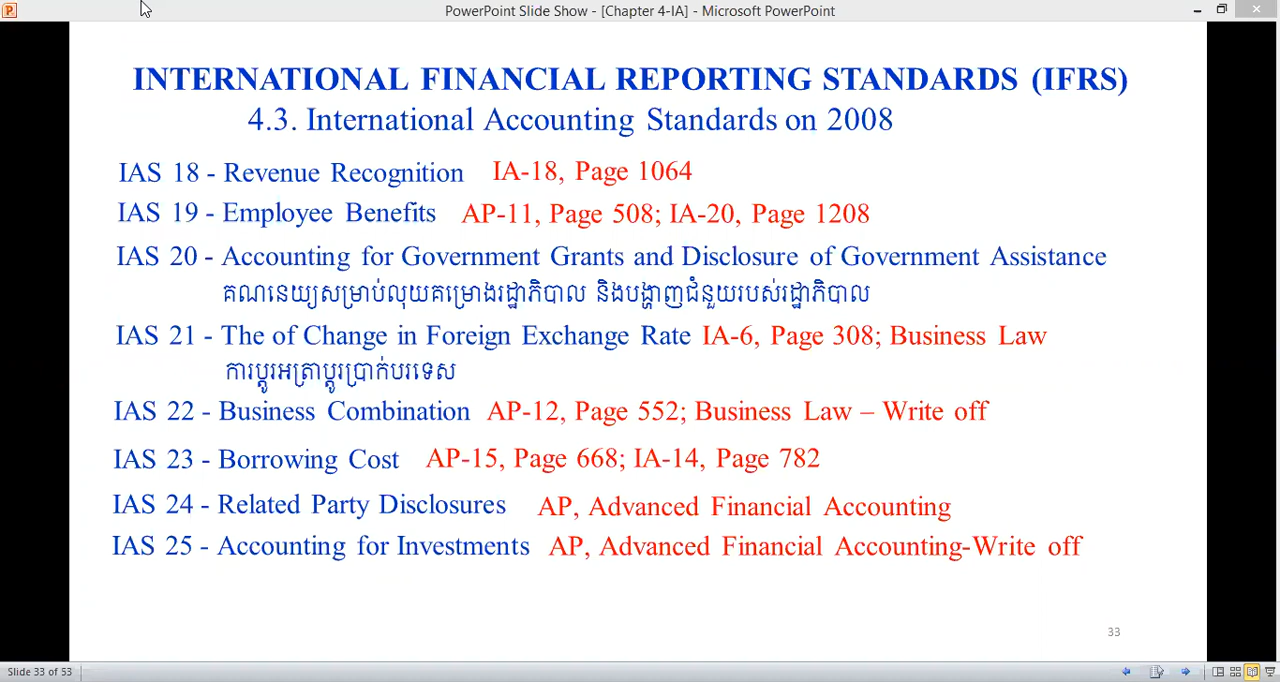 PowerPoint Slide Show - [Chapter 4-IA] - Microsoft PowerPoint
INTERNATIONAL FINANCIAL REPORTING STANDARDS (IFRS)
4.3. International Accounting Standards on 2008
IAS 18 - Revenue Recognition IA-18, Page 1064
IAS 19 - Employee Benefits AP-11, Page 508; IA-20, Page 1208
IAS 20 - Accounting for Government Grants and Disclosure of Government Assistance
គណនេយ្យសម្រាប់លុយគម្រោងរដ្ឋាភិបាល និងបង្ហាញជំនួយរបស់រដ្ឋាភិបាល
IAS 21 - The of Change in Foreign Exchange Rate IA-6, Page 308; Business Law
ការប្តូរអត្រាប្តូរប្រាក់បរទេស
IAS 22 - Business Combination AP-12, Page 552; Business Law – Write off
IAS 23 - Borrowing Cost AP-15, Page 668; IA-14, Page 782
IAS 24 - Related Party Disclosures AP, Advanced Financial Accounting
IAS 25 - Accounting for Investments AP, Advanced Financial Accounting-Write off
33
Slide 33 of 53